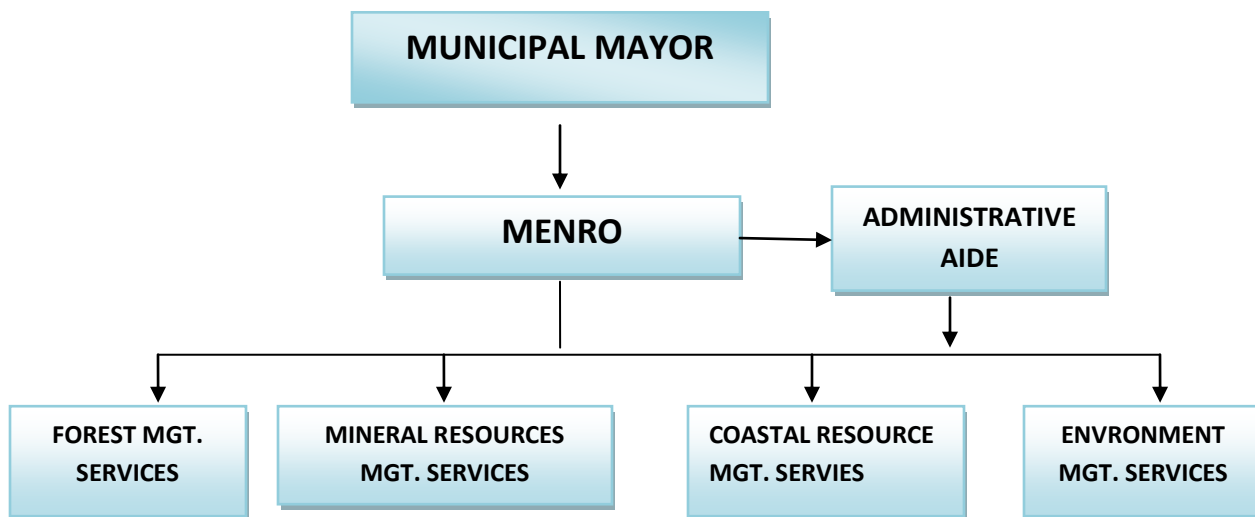 MUNICIPAL MAYOR
MENRO
ADMINISTRATIVE
AIDE
FOREST MGT.
SERVICES
MINERAL RESOURCES
MGT. SERVICES
COASTAL RESOURCE
MGT. SERVIES
ENVRONMENT
MGT. SERVICES